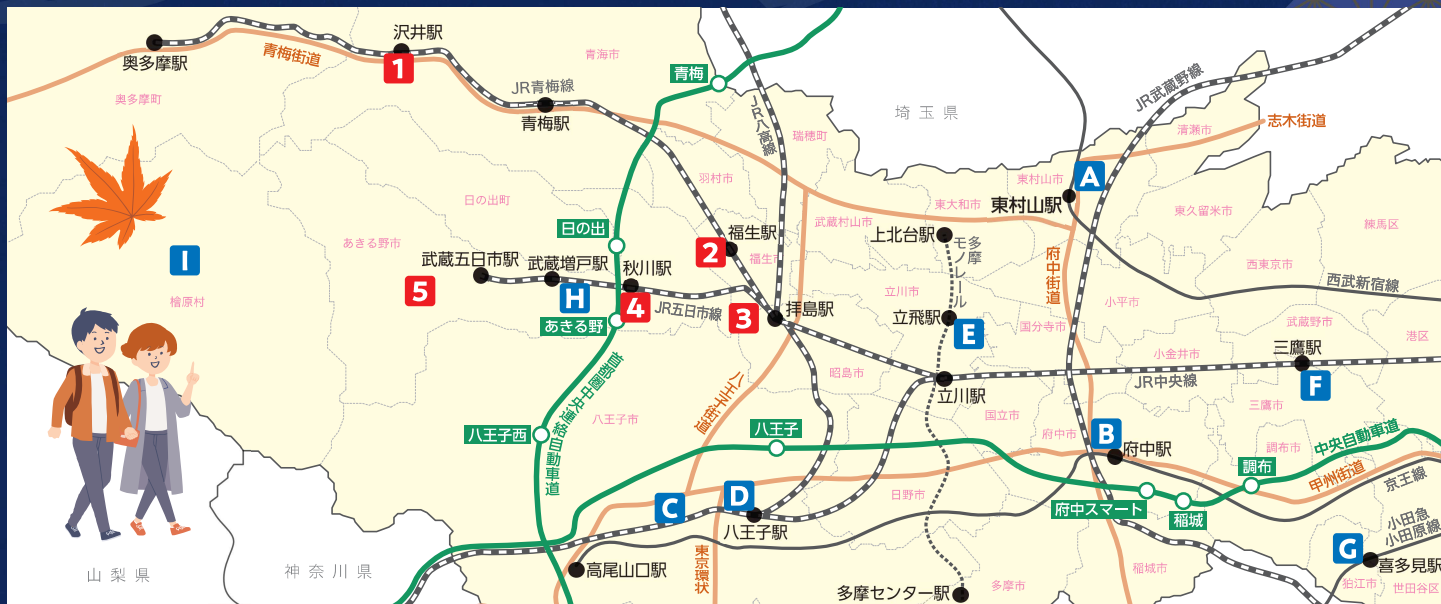 沢井駅
青梅街道
奥多摩駅
1
青海市
奥多摩町
JR青梅線
青梅駅
青梅
JR八高線
瑞穂町
埼玉県
JR武蔵野線
清瀬市
志木街道
東村山市
A
東村山駅
羽村市
日の出町
東大和市
東久留米市
練馬区
武蔵村山市
日の出
福生駅
2
福生市
上北台駅
多摩モノレール
あきる野市
I
武蔵五日市駅
武蔵増戸駅
秋川駅
府中街道
西東京市
西武新宿線
5
H
4
JR五日市線
3
拝島駅
立川市
立飛駅
E
国分寺市
小平市
武蔵野市
港区
檜原村
あきる野
小金井市
三鷹駅
首都圏中央連絡自動車道
八王子街道
昭島市
立川駅
JR中央線
F
八王子市
国立市
三鷹市
八王子西
八王子
府中市
B
府中駅
調布市
中央自動車道
調布
甲州街道
京王線
C
D
日野市
府中スマート
稲城
八王子駅
小田急
小田原線
G
喜多見駅
山梨県
神奈川県
高尾山口駅
東京環状
多摩センター駅
多摩市
稲城市
狛江市
世田谷区